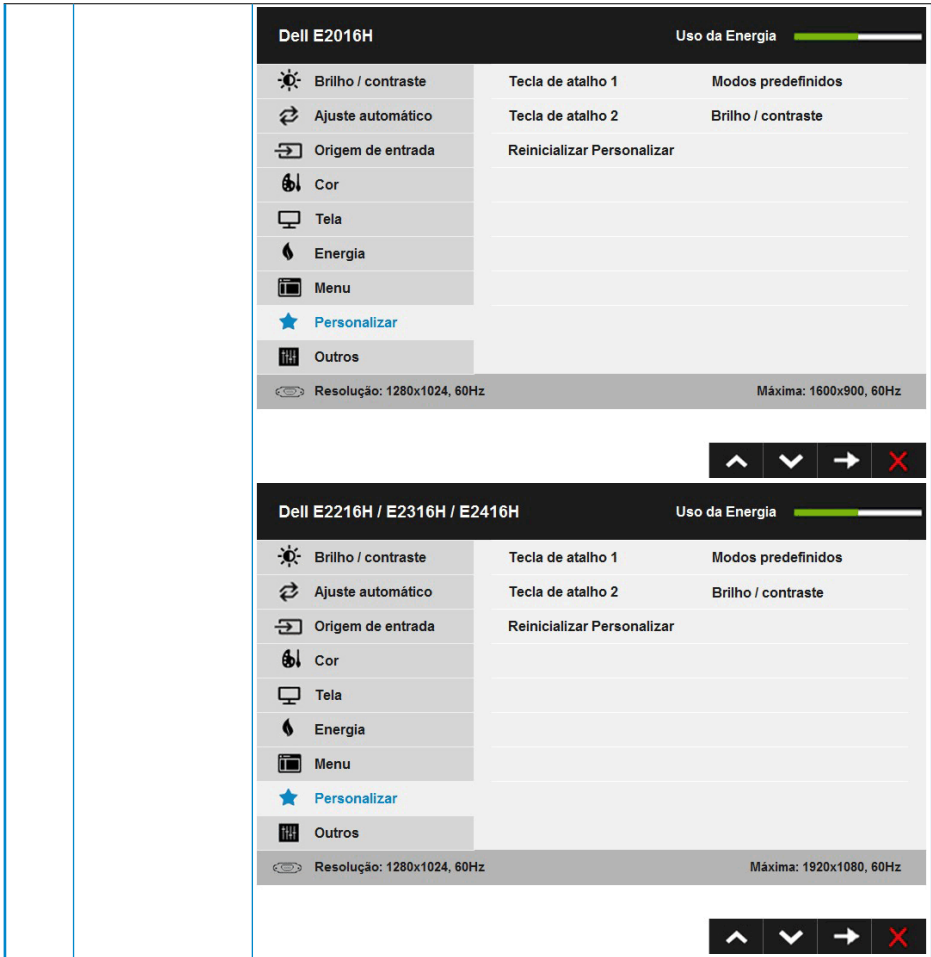 Dell E2016H Uso da Energia
Brilho / contraste Tecla de atalho 1 Modos predefinidos
Ajuste automático Tecla de atalho 2 Brilho / contraste
Origem de entrada Reinicializar Personalizar
Cor
Tela
Energia
Menu
Personalizar
Outros
Resolução: 1280x1024, 60Hz Máxima: 1600x900, 60Hz
Dell E2216H / E2316H / E2416H Uso da Energia
Brilho / contraste Tecla de atalho 1 Modos predefinidos
Ajuste automático Tecla de atalho 2 Brilho / contraste
Origem de entrada Reinicializar Personalizar
Cor
Tela
Energia
Menu
Personalizar
Outros
Resolução: 1280x1024, 60Hz Máxima: 1920x1080, 60Hz